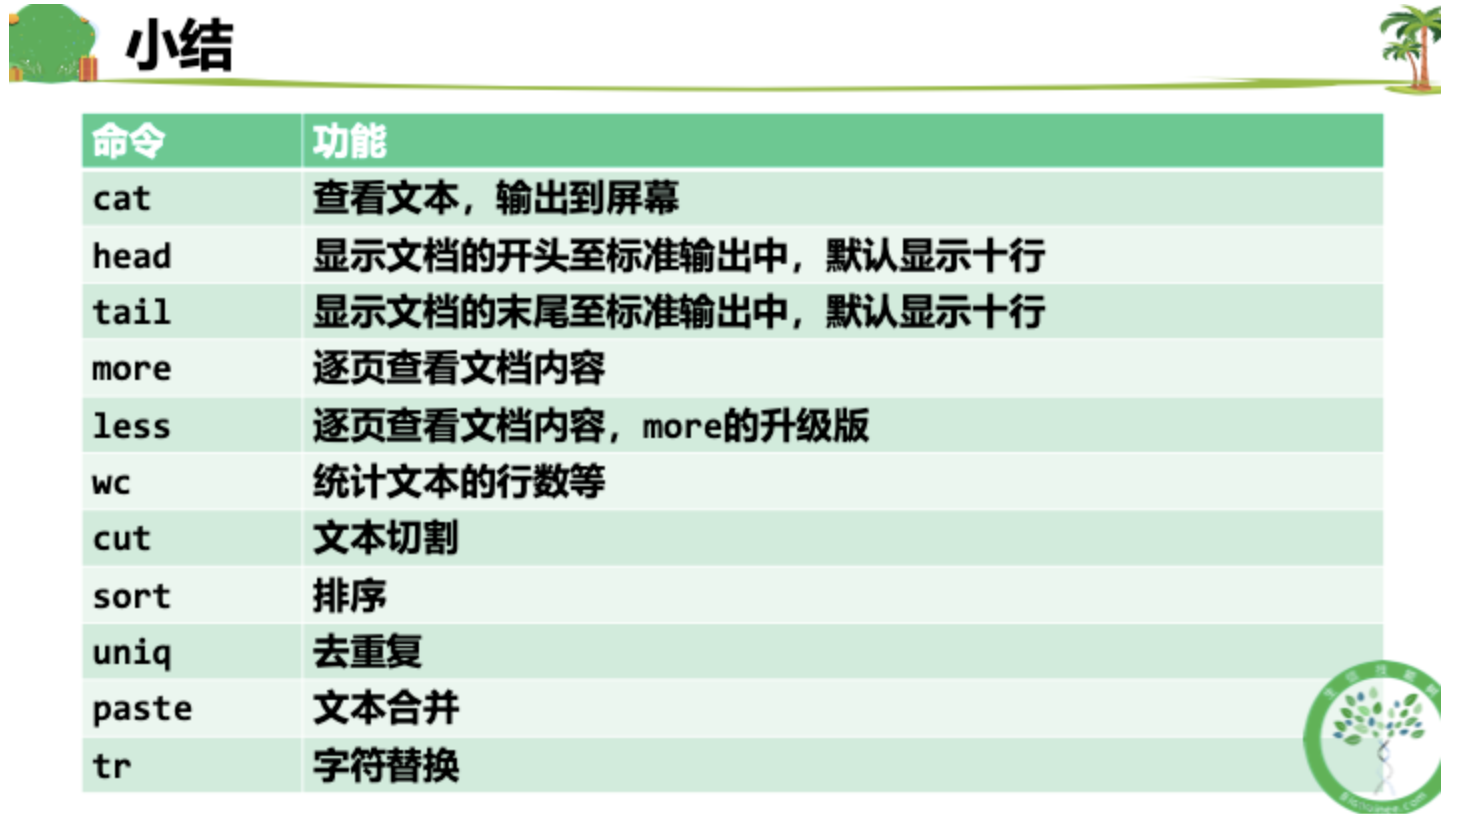 小结
命令 功能
cat 查看文本，输出到屏幕
head 显示文档的开头至标准输出中，默认显示十行
tail 显示文档的末尾至标准输出中，默认显示十行
more 逐页查看文档内容
less 逐页查看文档内容，more的升级版
wc 统计文本的行数等
cut 文本切割
sort 排序
uniq 去重复
paste 文本合并
tr 字符替换